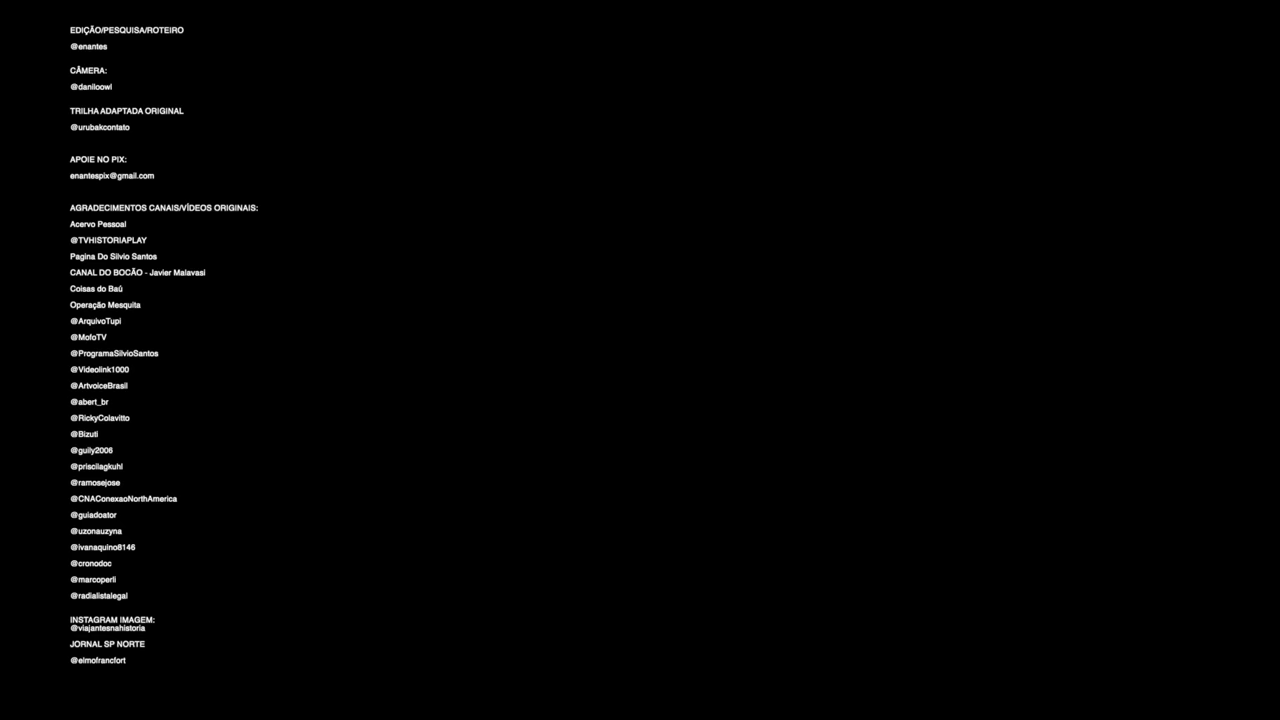 EDIÇÃO/PESQUISA/ROTEIRO
@enantes
CÂMERA:
@daniloowl
TRILHA ADAPTADA ORIGINAL
@urubakcontato
APOIE NO PIX:
enantespix@gmail.com
AGRADECIMENTOS CANAIS/VÍDEOS ORIGINAIS:
Acervo Pessoal
@TVHISTORIAPLAY
Pagina Do Silvio Santos
CANAL DO BOCÃO - Javier Malavasi
Coisas do Baú
Operação Mesquita
@ArquivoTupi
@MofoTV
@ProgramaSilvioSantos
@Videolink1000
@ArtvoiceBrasil
@abert_br
@RickyColavitto
@Bizuti
@guily2006
@priscilagkuhl
@ramosejose
@CNAConexaoNorthAmerica
@guiadoator
@uzonauzyna
@ivanaquino8146
@cronodoc
@marcoperli
@radialistalegal
INSTAGRAM IMAGEM:
@viajantesnahistoria
JORNAL SP NORTE
@elmofrancfort